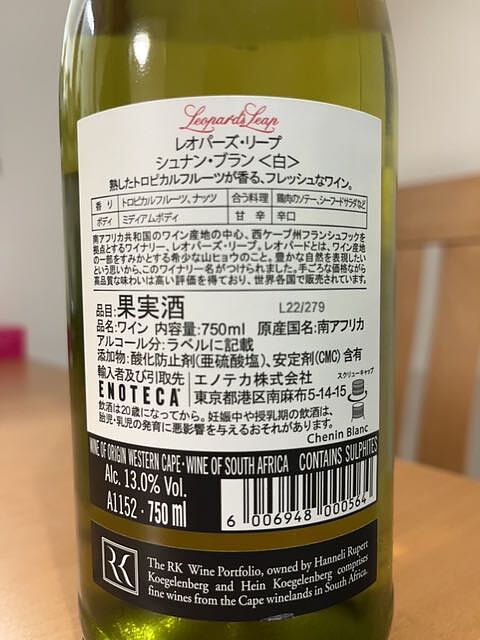 Leopard's Leap
レオパーズ・リープ
シュナン・ブラン<白>
熟したトロピカルフルーツが香る、フレッシュなワイン。
香り トロピカルフルーツ、ナッツ 合う料理 鶏肉のソテー、シーフードサラダなど
ボディ ミディアムボディ 甘辛 辛口
南アフリカ共和国のワイン産地の中心、西ケープ州フランシュフックを
拠点とするワイナリー、レオパーズ・リープ。レオパードとは、ワイン産地
の一部をすみかとする希少な山ヒョウのこと。豊かな自然を表現したい
という思いから、このワイナリー名がつけられました。手ごろな価格ながら
高品質な味わいは高い評価を得ており、世界各国で販売されています。
品目:果実酒 L22/279
品名:ワイン 内容量:750ml 原産国名:南アフリカ
アルコール分:ラベルに記載
添加物:酸化防止剤(亜硫酸塩)、安定剤(CMC)含有
輸入者及び引取先 エノテカ株式会社 スクリューキャップ
ENOTECA 東京都港区南麻布5-14-15
飲酒は20歳になってから。妊娠中や授乳期の飲酒は、
胎児・乳児の発育に悪影響を与えるおそれがあります。
Chenin Blanc
WINE OF ORIGIN WESTERN CAPE · WINE OF SOUTH AFRICA CONTAINS SULPHITES
Alc. 13.0% Vol.
A1152 · 750 ml
6 006948 000564
RK
The RK Wine Portfolio, owned by Hanneli Rupert
Koegelenberg and Hein Koegelenberg comprises
fine wines from the Cape winelands in South Africa.